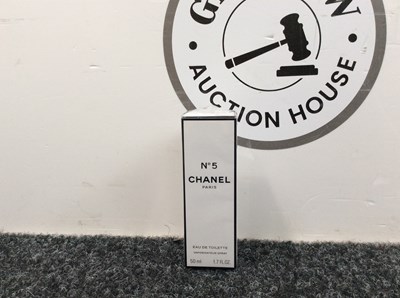 AUCTION HOUSE
N°5
CHANEL
PARIS
EAU DE TOILETTE
50 ml 1.7 FL.OZ.